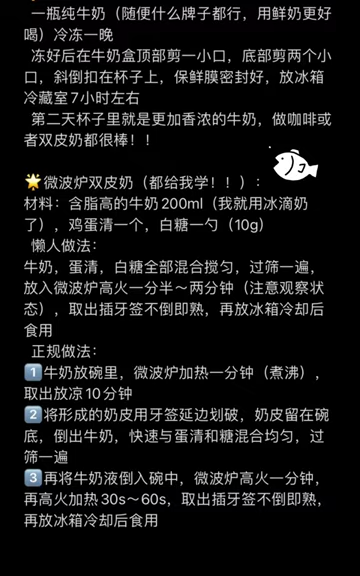 一瓶纯牛奶（随便什么牌子都行，用鲜奶更好
喝）冷冻一晚
冻好后在牛奶盒顶部剪一小口，底部剪两个小
口，斜倒扣在杯子上，保鲜膜密封好，放冰箱
冷藏室7小时左右
第二天杯子里就是更加香浓的牛奶，做咖啡或
者双皮奶都很棒！！
🌟微波炉双皮奶（都给我学！！）：
材料：含脂高的牛奶200ml（我就用冰滴奶
了），鸡蛋清一个，白糖一勺（10g）
懒人做法：
牛奶，蛋清，白糖全部混合搅匀，过筛一遍，
放入微波炉高火一分半～两分钟（注意观察状
态），取出插牙签不倒即熟，再放冰箱冷却后
食用
正规做法：
1️⃣牛奶放碗里，微波炉加热一分钟（煮沸），
取出放凉10分钟
2️⃣将形成的奶皮用牙签延边划破，奶皮留在碗
底，倒出牛奶，快速与蛋清和糖混合均匀，过
筛一遍
3️⃣再将牛奶液倒入碗中，微波炉高火一分钟，
再高火加热30s～60s，取出插牙签不倒即熟，
再放冰箱冷却后食用